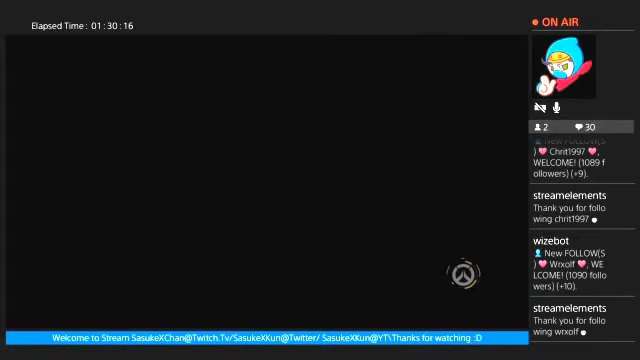 Elapsed Time : 01:30:16
ON AIR
2 30
New FOLLOW(S
) Chrit1997 ,
WELCOME! (1089 f
ollowers) (+9).
streamelements
Thank you for follo
wing chrit1997
wizebot
New FOLLOW(S
) Wrxolf , WE
LCOME! (1090 follo
wers) (+10).
streamelements
Thank you for follo
wing wrxolf
Welcome to Stream SasukeXChan@Twitch.Tv/SasukeXKun@Twitter/ SasukeXKun@YT\Thanks for watching :D